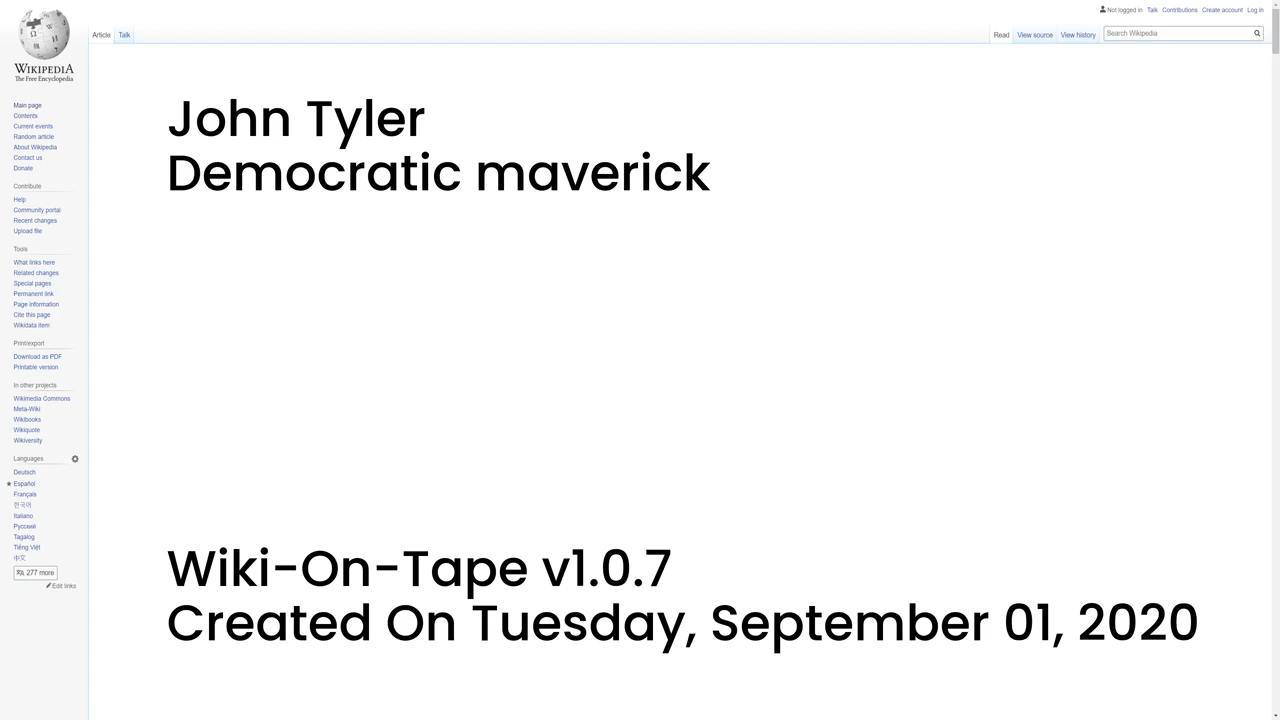 Not logged in Talk Contributions Create account Log in
Article Talk Read View source View history Search Wikipedia
WIKIPEDIA
The Free Encyclopedia
Main page
Contents
Current events
Random article
About Wikipedia
Contact us
Donate
Contribute
Help
Community portal
Recent changes
Upload file
Tools
What links here
Related changes
Special pages
Permanent link
Page information
Cite this page
Wikidata item
Print/export
Download as PDF
Printable version
In other projects
Wikimedia Commons
Meta-Wiki
Wikibooks
Wikiquote
Wikiversity
Languages
Deutsch
Español
Français
한국어
Italiano
Русский
Tagalog
Tiếng Việt
中文
277 more
Edit links
John Tyler
Democratic maverick
Wiki-On-Tape v1.0.7
Created On Tuesday, September 01, 2020